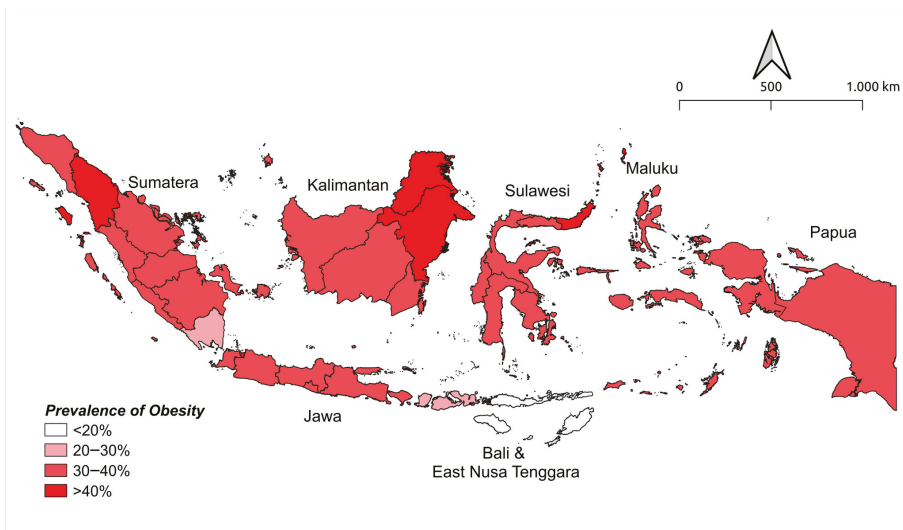 0 500 1.000 km
Maluku
Sumatera
Kalimantan
Sulawesi
Papua
Prevalence of Obesity
<20%
20–30%
30–40%
>40%
Jawa
Bali &
East Nusa Tenggara